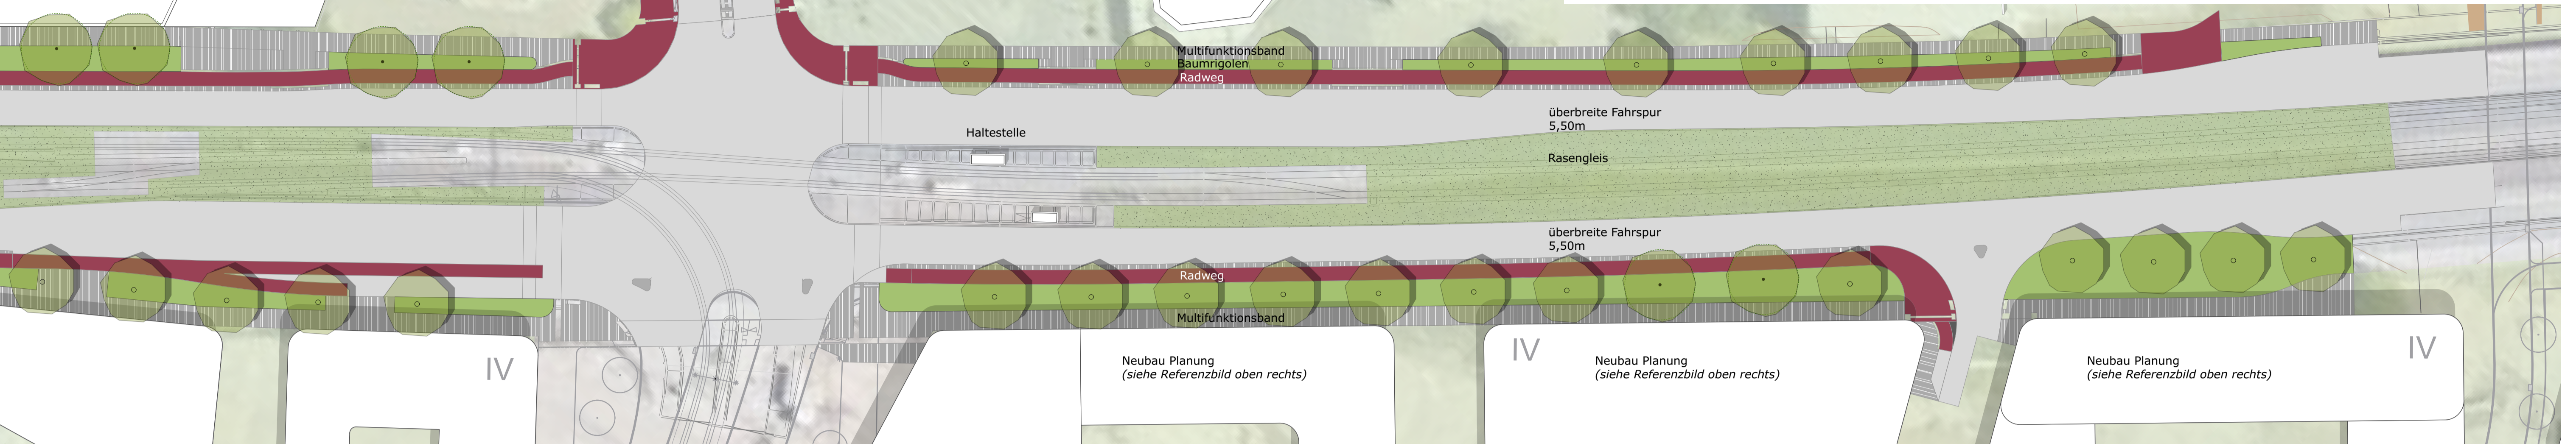 Multifunktionsband
Baumrigolen
Radweg
überbreite Fahrspur
5,50m
Haltestelle
Rasengleis
überbreite Fahrspur
5,50m
Radweg
Multifunktionsband
IV
Neubau Planung
(siehe Referenzbild oben rechts)
IV
Neubau Planung
(siehe Referenzbild oben rechts)
Neubau Planung
(siehe Referenzbild oben rechts)
IV